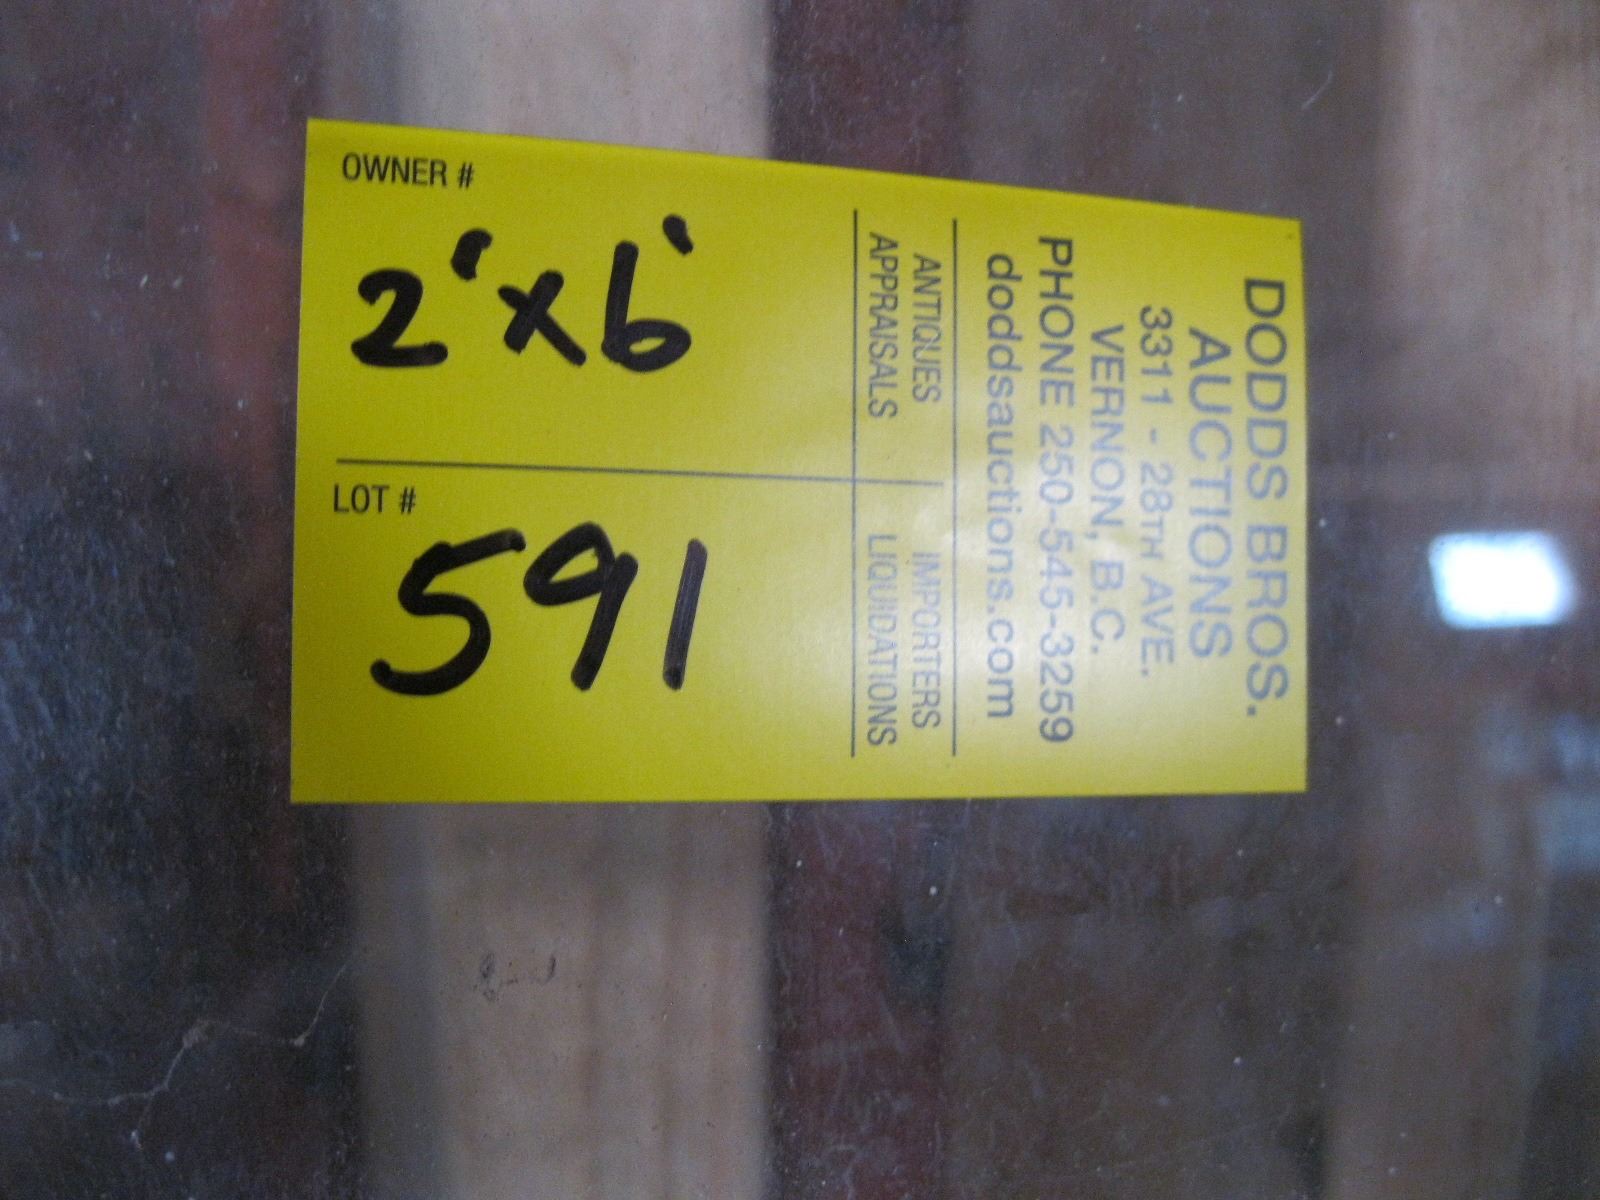 DODDS BROS.
AUCTIONS
3311 - 28TH AVE.
VERNON, B.C.
PHONE 250-545-3259
doddsauctions.com
ANTIQUES IMPORTERS
APPRAISALS LIQUIDATIONS
OWNER #
2'x6'
LOT #
591